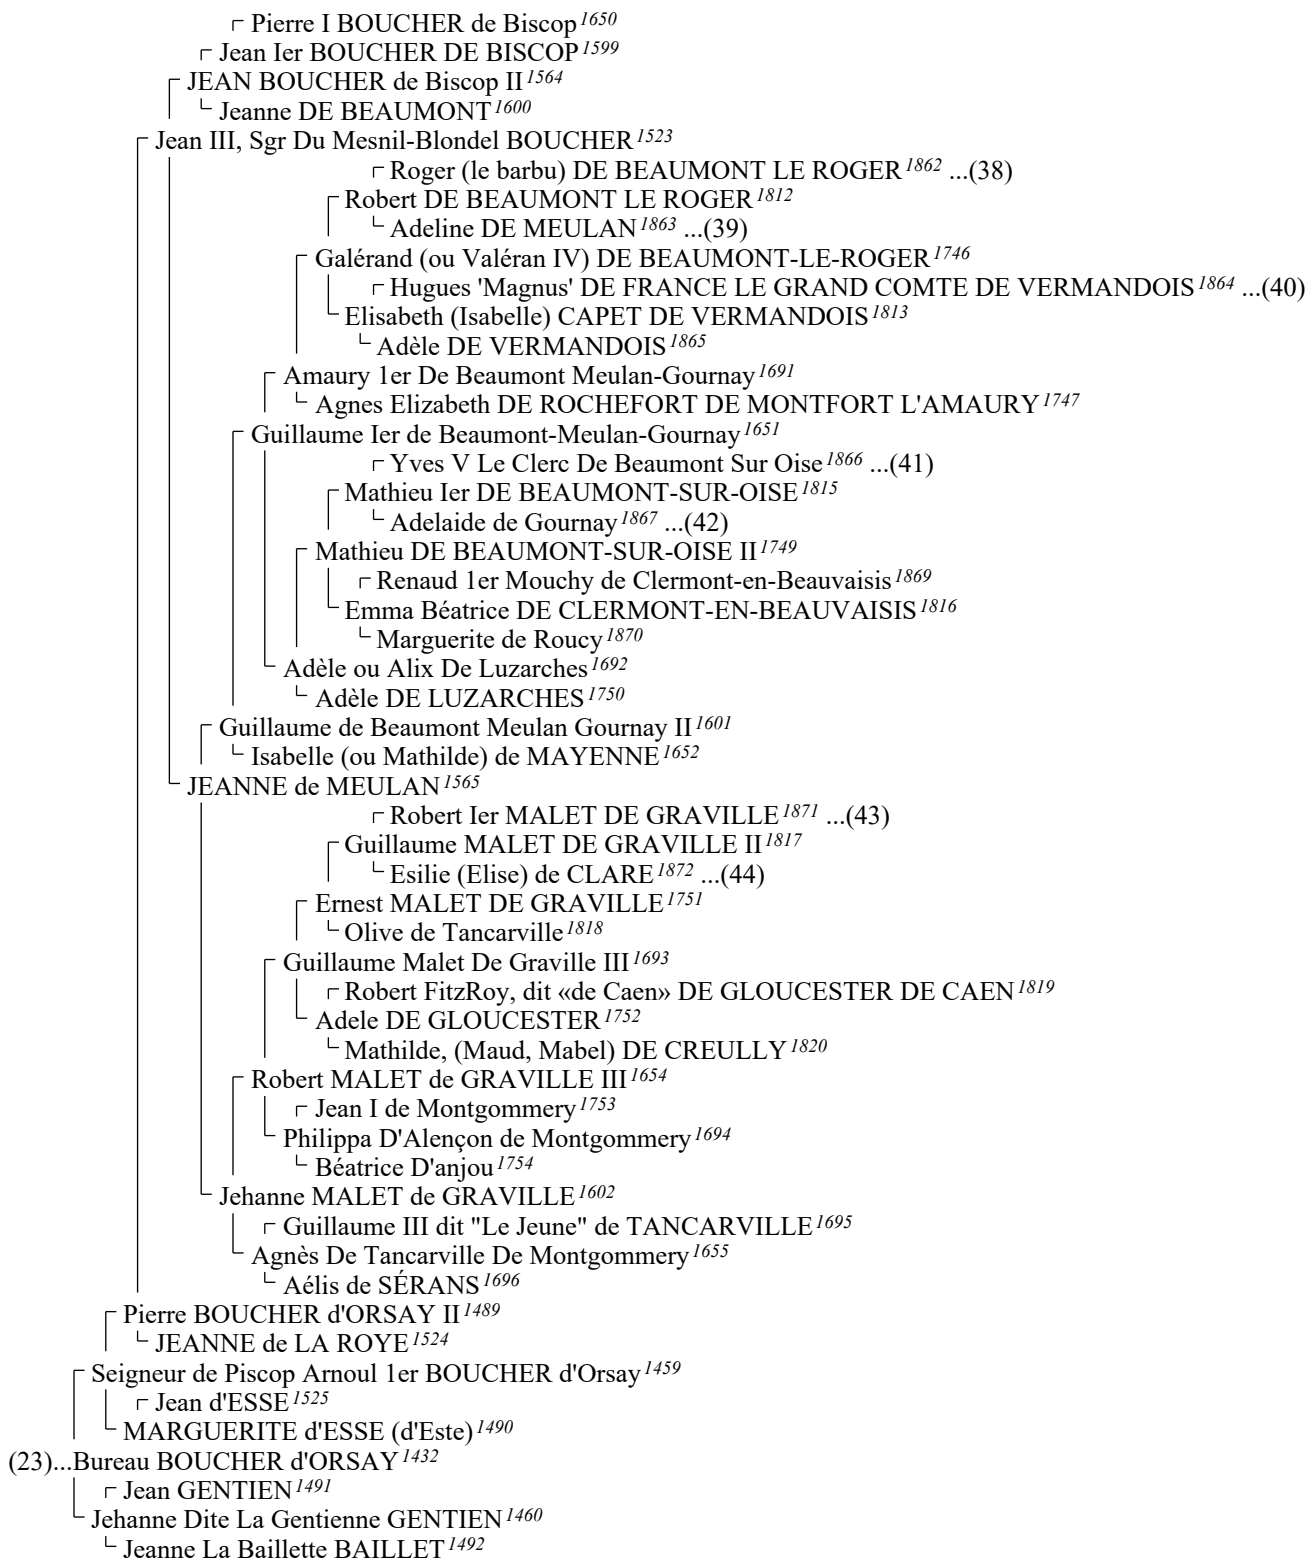 Pierre I BOUCHER de Biscop 1650
Jean Ier BOUCHER DE BISCOP 1599
JEAN BOUCHER de Biscop II 1564
Jeanne DE BEAUMONT 1600
Jean III, Sgr Du Mesnil-Blondel BOUCHER 1523
Roger (le barbu) DE BEAUMONT LE ROGER 1862 ...(38)
Robert DE BEAUMONT LE ROGER 1812
Adeline DE MEULAN 1863 ...(39)
Galérand (ou Valéran IV) DE BEAUMONT-LE-ROGER 1746
Hugues 'Magnus' DE FRANCE LE GRAND COMTE DE VERMANDOIS 1864 ...(40)
Elisabeth (Isabelle) CAPET DE VERMANDOIS 1813
Adèle DE VERMANDOIS 1865
Amaury 1er De Beaumont Meulan-Gournay 1691
Agnes Elizabeth DE ROCHEFORT DE MONTFORT L'AMAURY 1747
Guillaume Ier de Beaumont-Meulan-Gournay 1651
Yves V Le Clerc De Beaumont Sur Oise 1866 ...(41)
Mathieu Ier DE BEAUMONT-SUR-OISE 1815
Adelaide de Gournay 1867 ...(42)
Mathieu DE BEAUMONT-SUR-OISE II 1749
Renaud 1er Mouchy de Clermont-en-Beauvaisis 1869
Emma Béatrice DE CLERMONT-EN-BEAUVAISIS 1816
Marguerite de Roucy 1870
Adèle ou Alix De Luzarches 1692
Adèle DE LUZARCHES 1750
Guillaume de Beaumont Meulan Gournay II 1601
Isabelle (ou Mathilde) de MAYENNE 1652
JEANNE de MEULAN 1565
Robert Ier MALET DE GRAVILLE 1871 ...(43)
Guillaume MALET DE GRAVILLE II 1817
Esilie (Elise) de CLARE 1872 ...(44)
Ernest MALET DE GRAVILLE 1751
Olive de Tancarville 1818
Guillaume Malet De Graville III 1693
Robert FitzRoy, dit «de Caen» DE GLOUCESTER DE CAEN 1819
Adele DE GLOUCESTER 1752
Mathilde, (Maud, Mabel) DE CREULLY 1820
Robert MALET de GRAVILLE III 1654
Jean I de Montgommery 1753
Philippa D'Alençon de Montgommery 1694
Béatrice D'anjou 1754
Jehanne MALET de GRAVILLE 1602
Guillaume III dit "Le Jeune" de TANCARVILLE 1695
Agnès De Tancarville De Montgommery 1655
Aélis de SÉRANS 1696
Pierre BOUCHER d'ORSAY II 1489
JEANNE de LA ROYE 1524
Seigneur de Piscop Arnoul 1er BOUCHER d'Orsay 1459
Jean d'ESSE 1525
MARGUERITE d'ESSE (d'Este) 1490
(23)...Bureau BOUCHER d'ORSAY 1432
Jean GENTIEN 1491
Jehanne Dite La Gentienne GENTIEN 1460
Jeanne La Baillette BAILLET 1492